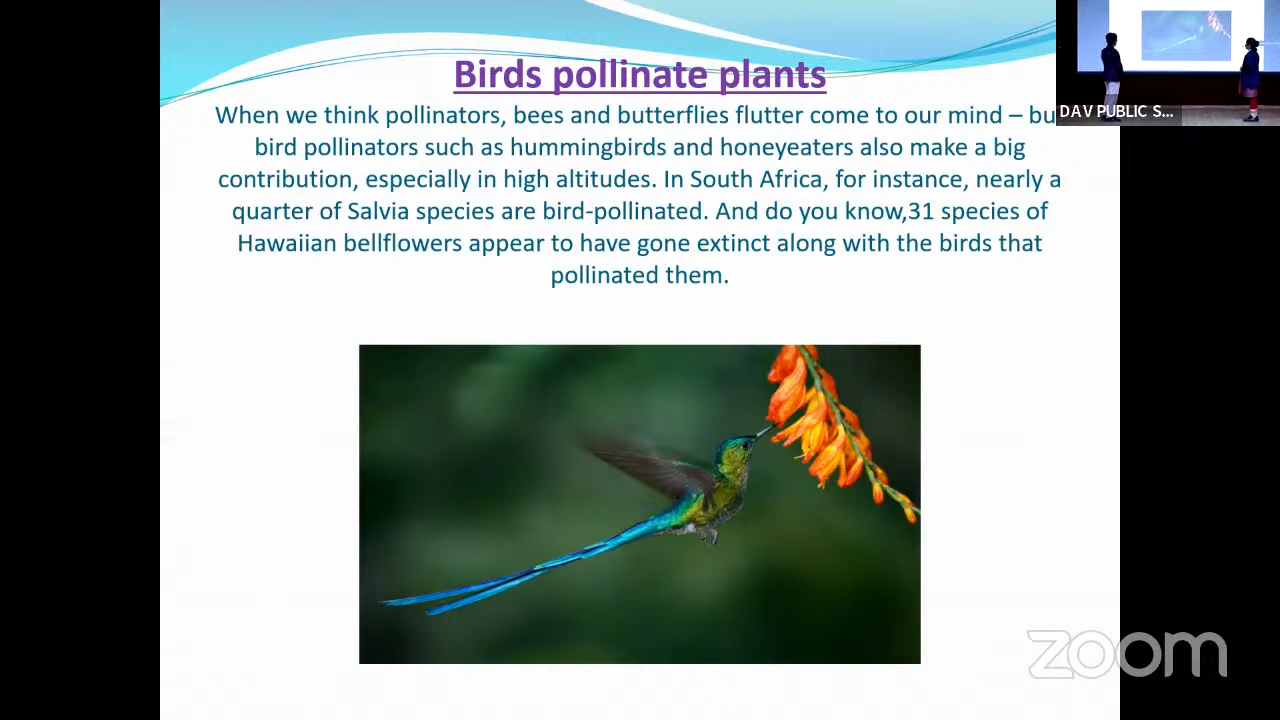 Birds pollinate plants
When we think pollinators, bees and butterflies flutter come to our mind – bu
bird pollinators such as hummingbirds and honeyeaters also make a big
contribution, especially in high altitudes. In South Africa, for instance, nearly a
quarter of Salvia species are bird-pollinated. And do you know,31 species of
Hawaiian bellflowers appear to have gone extinct along with the birds that
pollinated them.
DAV PUBLIC S...
zoom